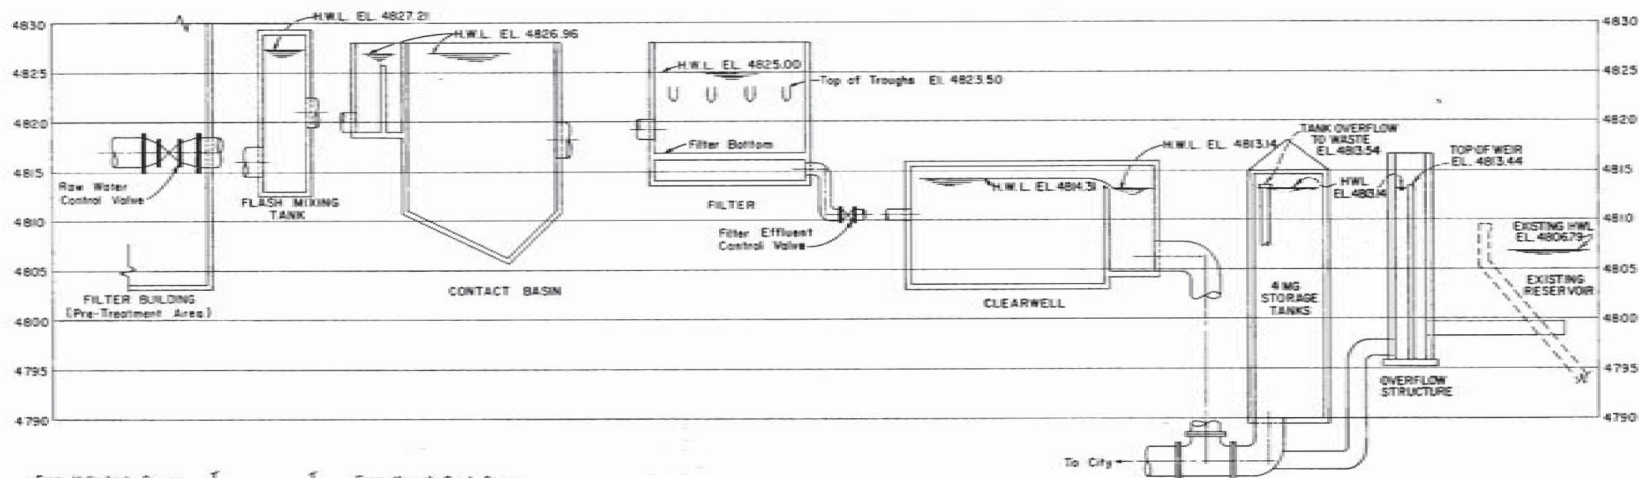 4830
4825
4820
4815
4810
4805
4800
4795
4790
H.W.L. EL. 4827.21
H.W.L. EL. 4826.96
H.W.L. EL. 4825.00
Top of Troughs El. 4823.50
Filter Bottom
Raw Water
Control Valve
FLASH MIXING
TANK
FILTER
Filter Effluent
Control Valve
FILTER BUILDING
(Pre-Treatment Area)
CONTACT BASIN
H.W.L. EL. 4814.31
H.W.L. EL. 4813.14
CLEARWELL
TANK OVERFLOW
TO WASTE
EL. 4813.54
TOP OF WEIR
EL. 4813.44
HWL
EL. 4813.14
4 MG
STORAGE
TANKS
EXISTING HWL
EL. 4806.79
EXISTING
RESERVOIR
OVERFLOW
STRUCTURE
To City
4830
4825
4820
4815
4810
4805
4800
4795
4790